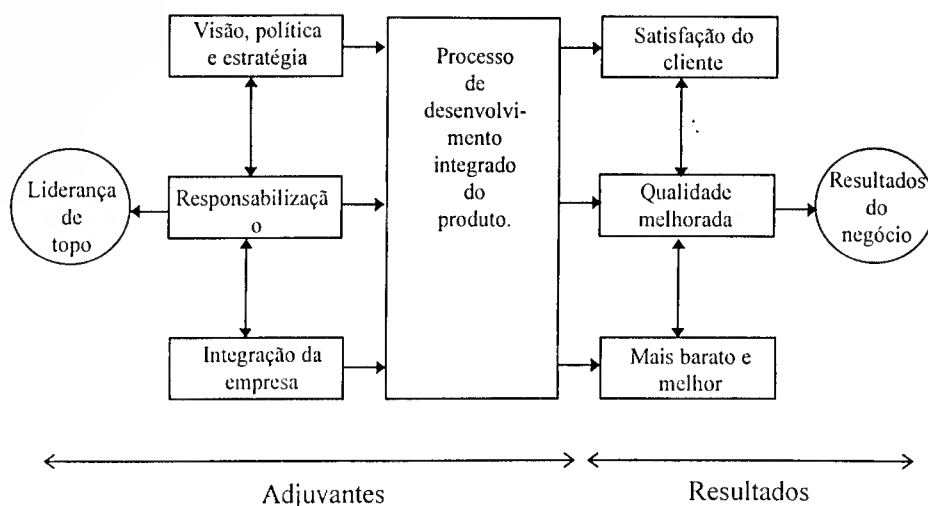 Visão, política
e estratégia
Processo
de
desenvolvi-
mento
integrado
do
produto.
Satisfação do
cliente
Liderança
de
topo
Responsabilizaçã
o
Qualidade
melhorada
Resultados
do
negócio
Integração da
empresa
Mais barato e
melhor
Adjuvantes
Resultados